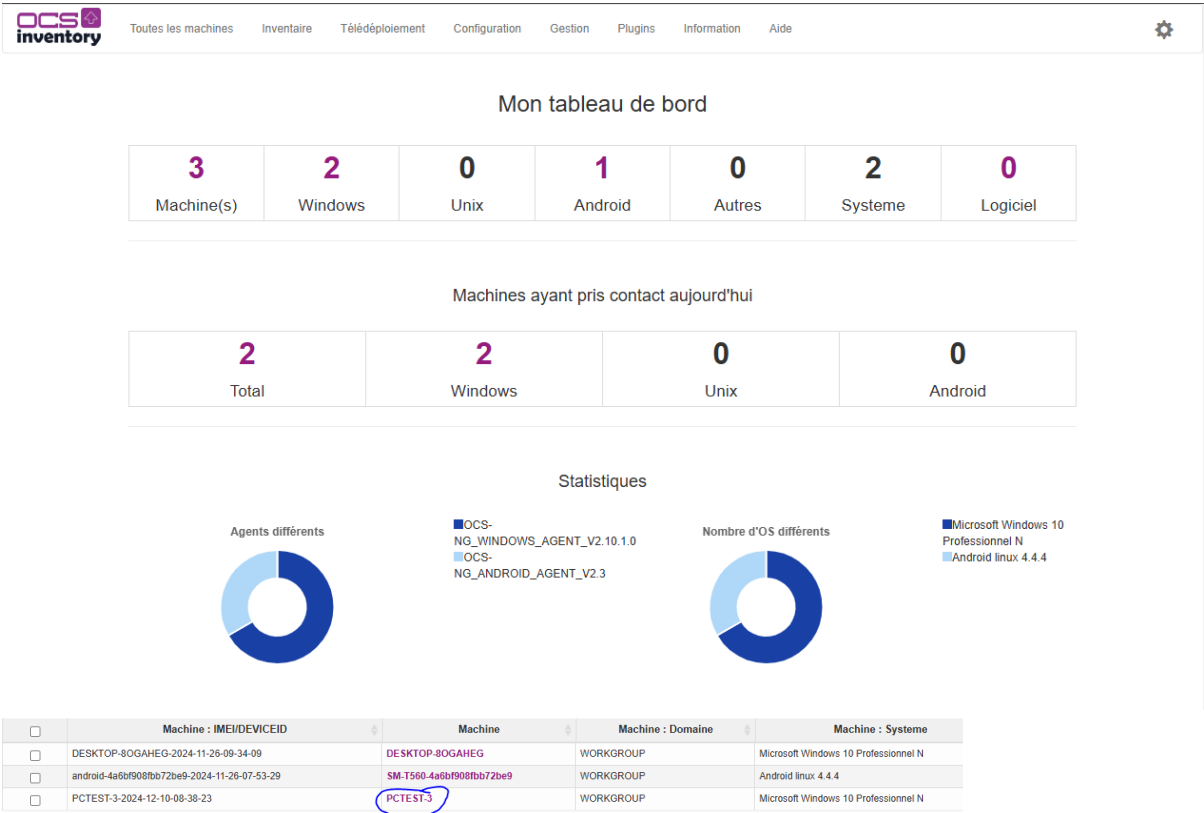 OCS inventory
Toutes les machines Inventaire Télédéploiement Configuration Gestion Plugins Information Aide
Mon tableau de bord
3 2 0 1 0 2 0
Machine(s) Windows Unix Android Autres Systeme Logiciel
Machines ayant pris contact aujourd'hui
2 2 0 0
Total Windows Unix Android
Statistiques
Agents différents
OCS-
NG_WINDOWS_AGENT_V2.10.1.0
OCS-
NG_ANDROID_AGENT_V2.3
Nombre d'OS différents
Microsoft Windows 10
Professionnel N
Android linux 4.4.4
Machine : IMEI/DEVICEID Machine Machine : Domaine Machine : Systeme
DESKTOP-8OGAHEG-2024-11-26-09-34-09 DESKTOP-8OGAHEG WORKGROUP Microsoft Windows 10 Professionnel N
android-4a6bf908fbb72be9-2024-11-26-07-53-29 SM-T560-4a6bf908fbb72be9 WORKGROUP Android linux 4.4.4
PCTEST-3-2024-12-10-08-38-23 PCTEST-3 WORKGROUP Microsoft Windows 10 Professionnel N